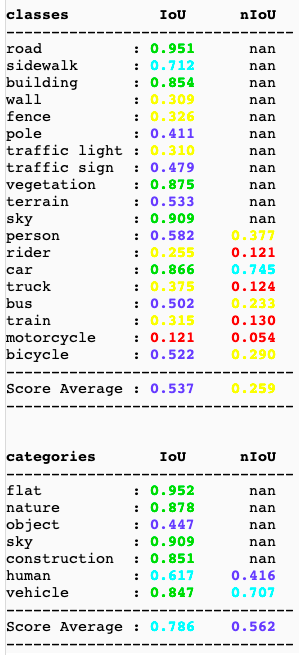 classes IoU nIoU
--------------------------------
road : 0.951 nan
sidewalk : 0.712 nan
building : 0.854 nan
wall : 0.309 nan
fence : 0.326 nan
pole : 0.411 nan
traffic light : 0.310 nan
traffic sign : 0.479 nan
vegetation : 0.875 nan
terrain : 0.533 nan
sky : 0.909 nan
person : 0.582 0.377
rider : 0.255 0.121
car : 0.866 0.745
truck : 0.375 0.124
bus : 0.502 0.233
train : 0.315 0.130
motorcycle : 0.121 0.054
bicycle : 0.522 0.290
--------------------------------
Score Average : 0.537 0.259
--------------------------------
categories IoU nIoU
--------------------------------
flat : 0.952 nan
nature : 0.878 nan
object : 0.447 nan
sky : 0.909 nan
construction : 0.851 nan
human : 0.617 0.416
vehicle : 0.847 0.707
--------------------------------
Score Average : 0.786 0.562
--------------------------------